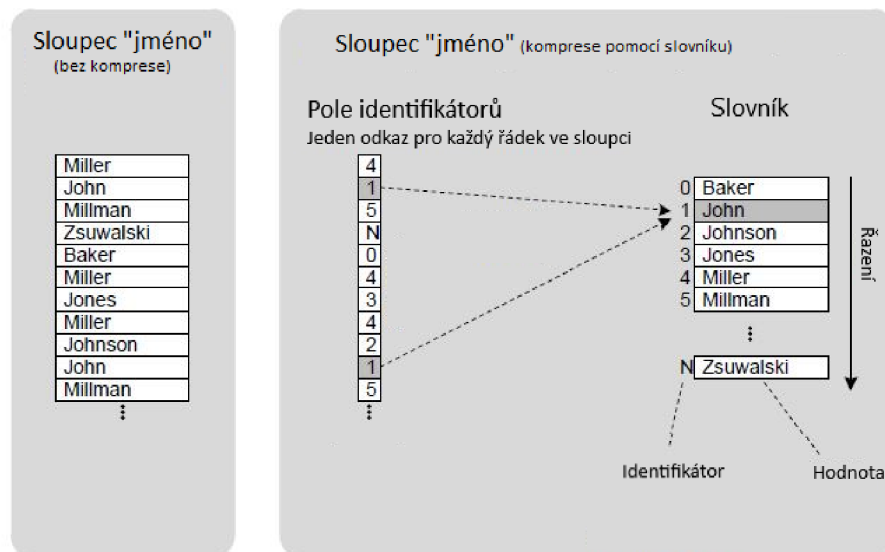 Sloupec "jméno"
(bez komprese)
Miller
John
Millman
Zsuwalski
Baker
Miller
Jones
Miller
Johnson
John
Millman
Sloupec "jméno" (komprese pomocí slovníku)
Pole identifikátorů
Jeden odkaz pro každý řádek ve sloupci
4
1
5
N
0
4
3
4
2
1
5
Slovník
0 Baker
1 John
2 Johnson
3 Jones
4 Miller
5 Millman
N Zsuwalski
Řazení
Identifikátor
Hodnota